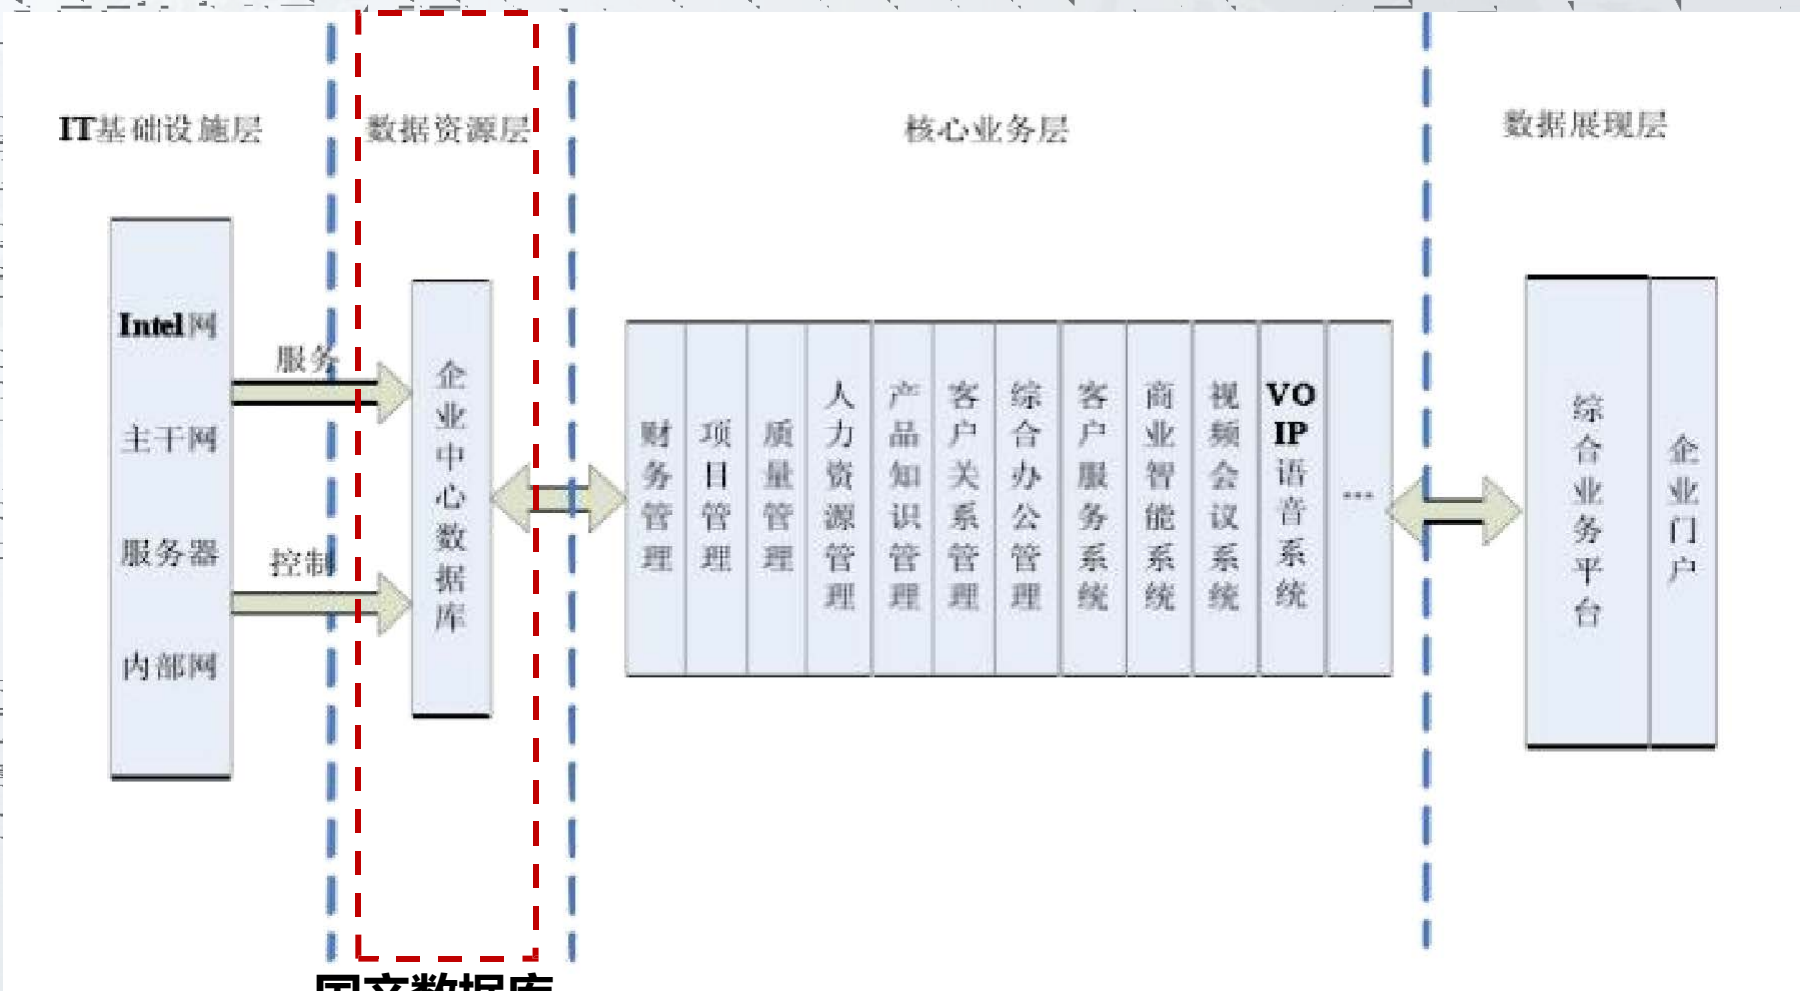 IT基础设施层
数据资源层
核心业务层
数据展现层
Intel网
主干网
服务器
内部网
服务
控制
企业中心数据库
财务管理
项目管理
质量管理
人力资源管理
产品知识管理
客户关系管理
综合办公管理
客户服务系统
商业智能系统
视频会议系统
VOIP语音系统
...
综合业务平台
企业门户
国产数据库